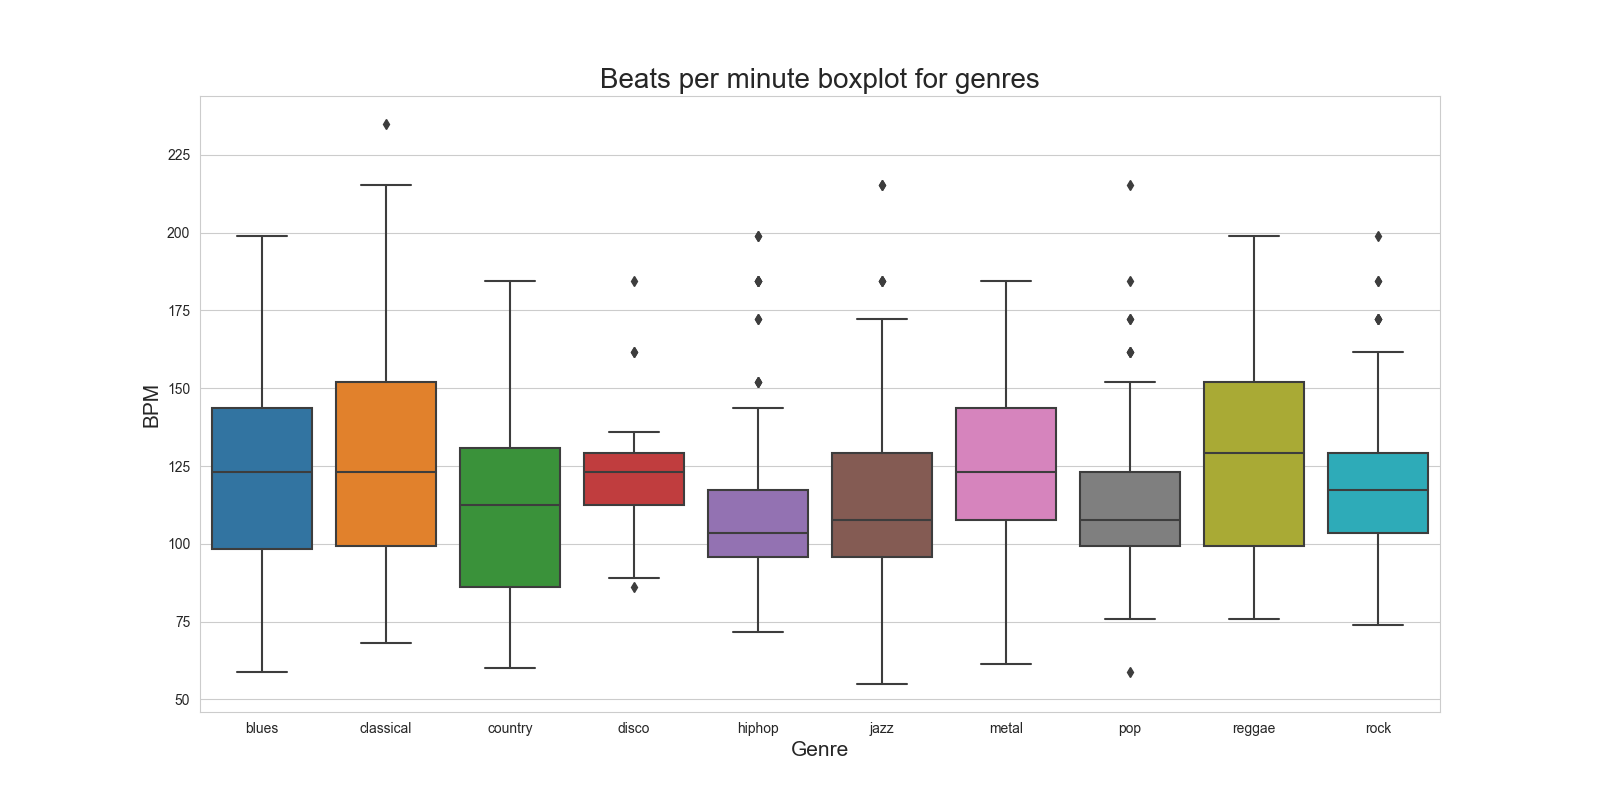 Beats per minute boxplot for genres
225
200
175
150
125
100
75
50
BPM
blues classical country disco hiphop jazz metal pop reggae rock
Genre